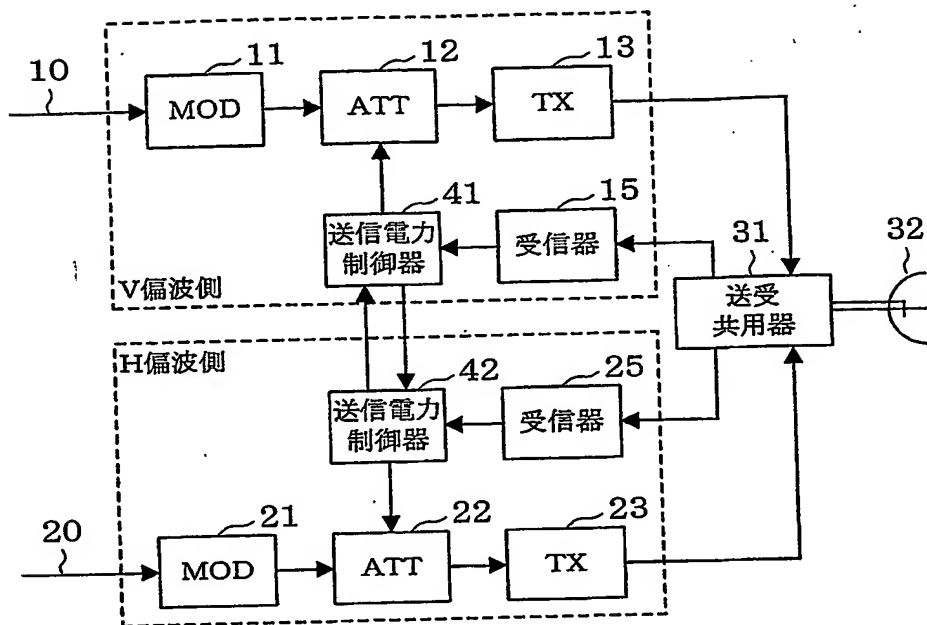 11
12
13
10
MOD
ATT
TX
41
15
送信電力
制御器
受信器
31
32
V偏波側
送受
共用器
H偏波側
42
25
送信電力
制御器
受信器
21
22
23
20
MOD
ATT
TX